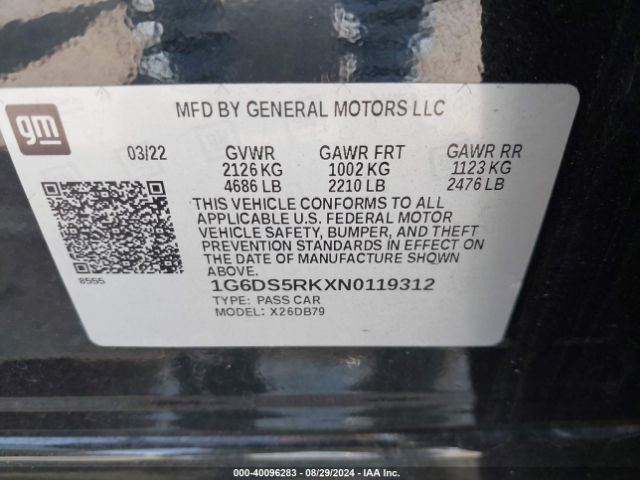 gm
MFD BY GENERAL MOTORS LLC
03/22 GVWR GAWR FRT GAWR RR
2126 KG 1002 KG 1123 KG
4686 LB 2210 LB 2476 LB
THIS VEHICLE CONFORMS TO ALL
APPLICABLE U.S. FEDERAL MOTOR
VEHICLE SAFETY, BUMPER, AND THEFT
PREVENTION STANDARDS IN EFFECT ON
THE DATE OF MANUFACTURE SHOWN
ABOVE.
8555
1G6DS5RKXN0119312
TYPE: PASS CAR
MODEL: X26DB79
000-40096283 - 08/29/2024 - IAA Inc.